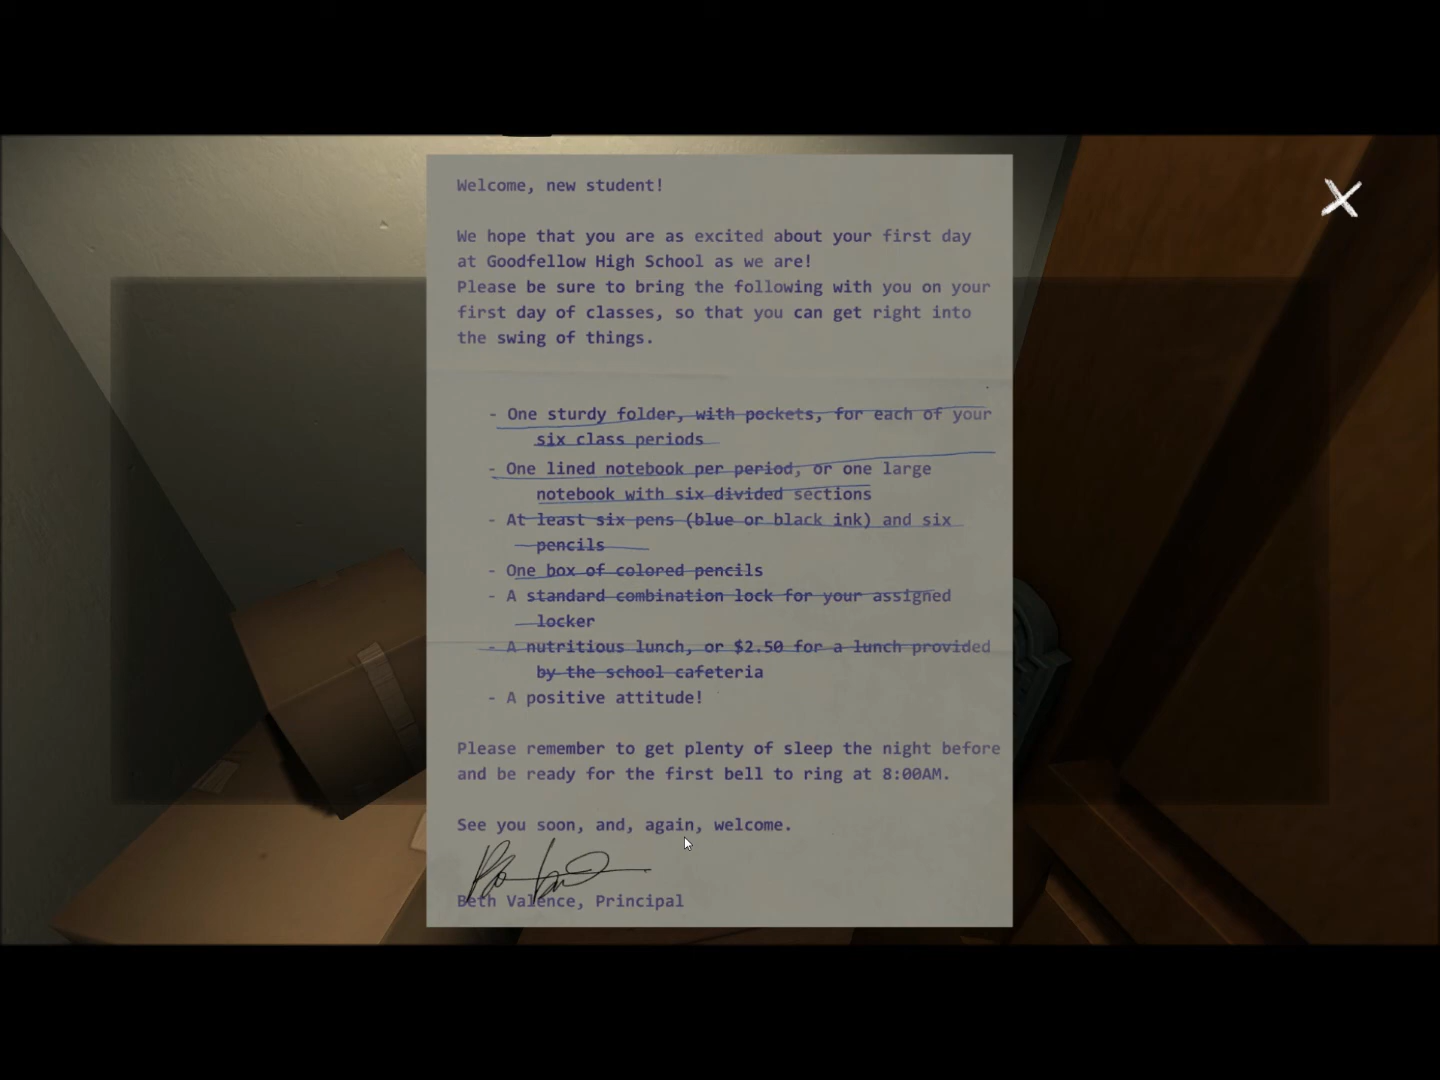 Welcome, new student!
We hope that you are as excited about your first day
at Goodfellow High School as we are!
Please be sure to bring the following with you on your
first day of classes, so that you can get right into
the swing of things.
- One sturdy folder, with pockets, for each of your
six class periods
- One lined notebook per period, or one large
notebook with six divided sections
- At least six pens (blue or black ink) and six
pencils
- One box of colored pencils
- A standard combination lock for your assigned
locker
- A nutritious lunch, or $2.50 for a lunch provided
by the school cafeteria
- A positive attitude!
Please remember to get plenty of sleep the night before
and be ready for the first bell to ring at 8:00AM.
See you soon, and, again, welcome.
Beth Valence, Principal